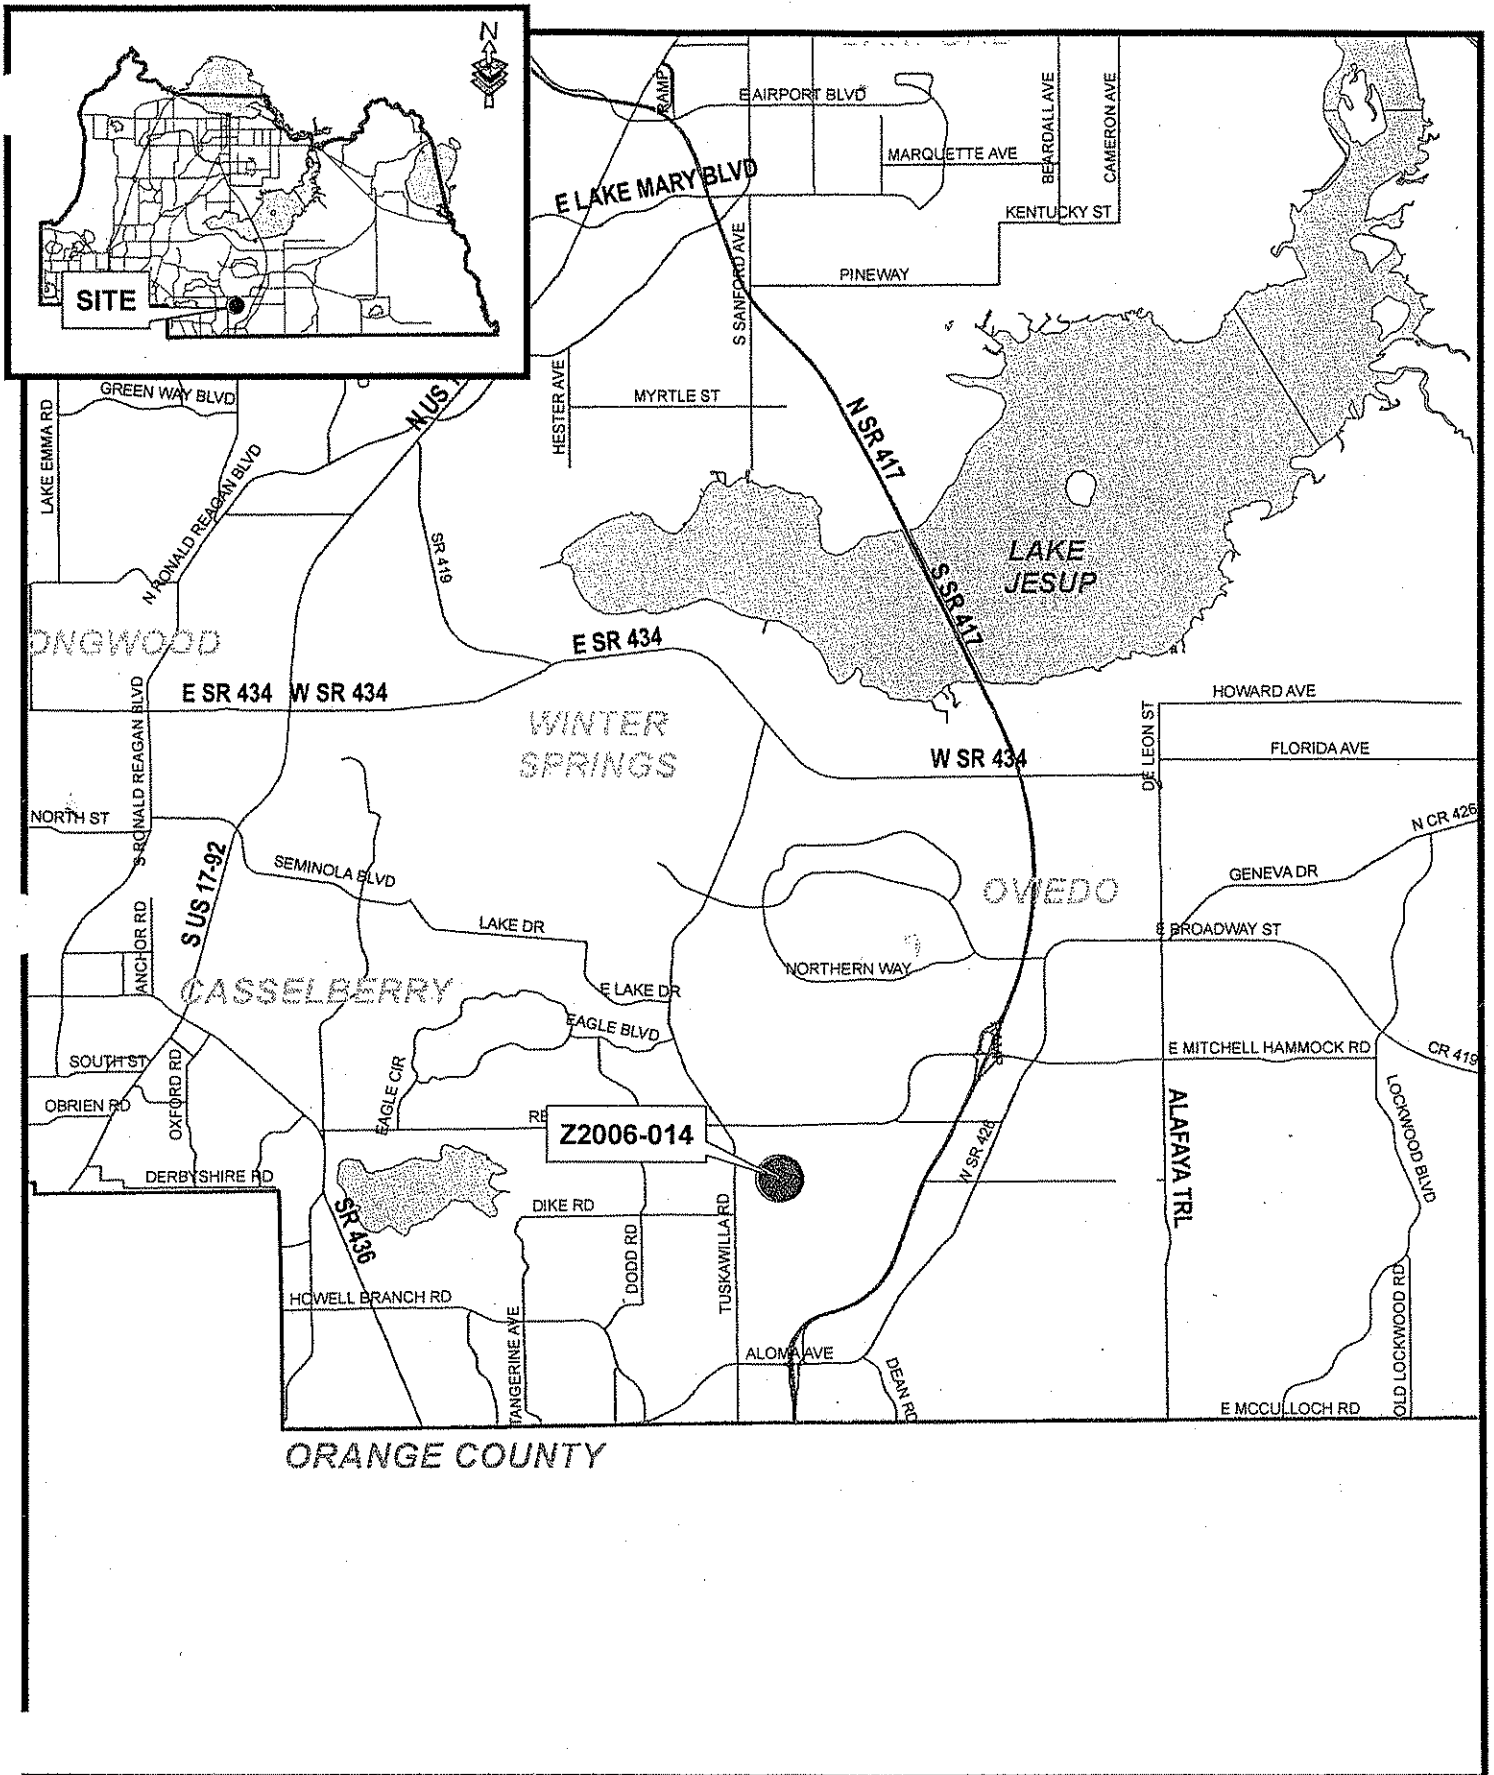 N
SITE
RAMP
E AIRPORT BLVD
BEARDALL AVE
CAMERON AVE
MARQUETTE AVE
E LAKE MARY BLVD
KENTUCKY ST
S SANFORD AVE
PINEWAY
GREEN WAY BLVD
N US
HESTER AVE
MYRTLE ST
LAKE EMMA RD
N SR 417
N RONALD REAGAN BLVD
SR 419
LAKE
JESUP
S SR 417
ONGWOOD
E SR 434
E SR 434
W SR 434
HOWARD AVE
S RONALD REAGAN BLVD
WINTER
SPRINGS
DE LEON ST
W SR 434
FLORIDA AVE
NORTH ST
N CR 426
S US 17-92
SEMINOLA BLVD
GENEVA DR
OVIEDO
LAKE DR
E BROADWAY ST
ANCHOR RD
NORTHERN WAY
CASSELBERRY
E LAKE DR
EAGLE BLVD
E MITCHELL HAMMOCK RD
CR 419
SOUTH ST
OXFORD RD
EAGLE CIR
OBRIEN RD
RE
Z2006-014
N SR 426
ALAFAYA TRL
LOCKWOOD BLVD
DERBYSHIRE RD
SR 436
DIKE RD
DODD RD
TUSKAWILLA RD
HOWELL BRANCH RD
TANGERINE AVE
ALOMA AVE
DEAN RD
OLD LOCKWOOD RD
E MCCULLOCH RD
ORANGE COUNTY